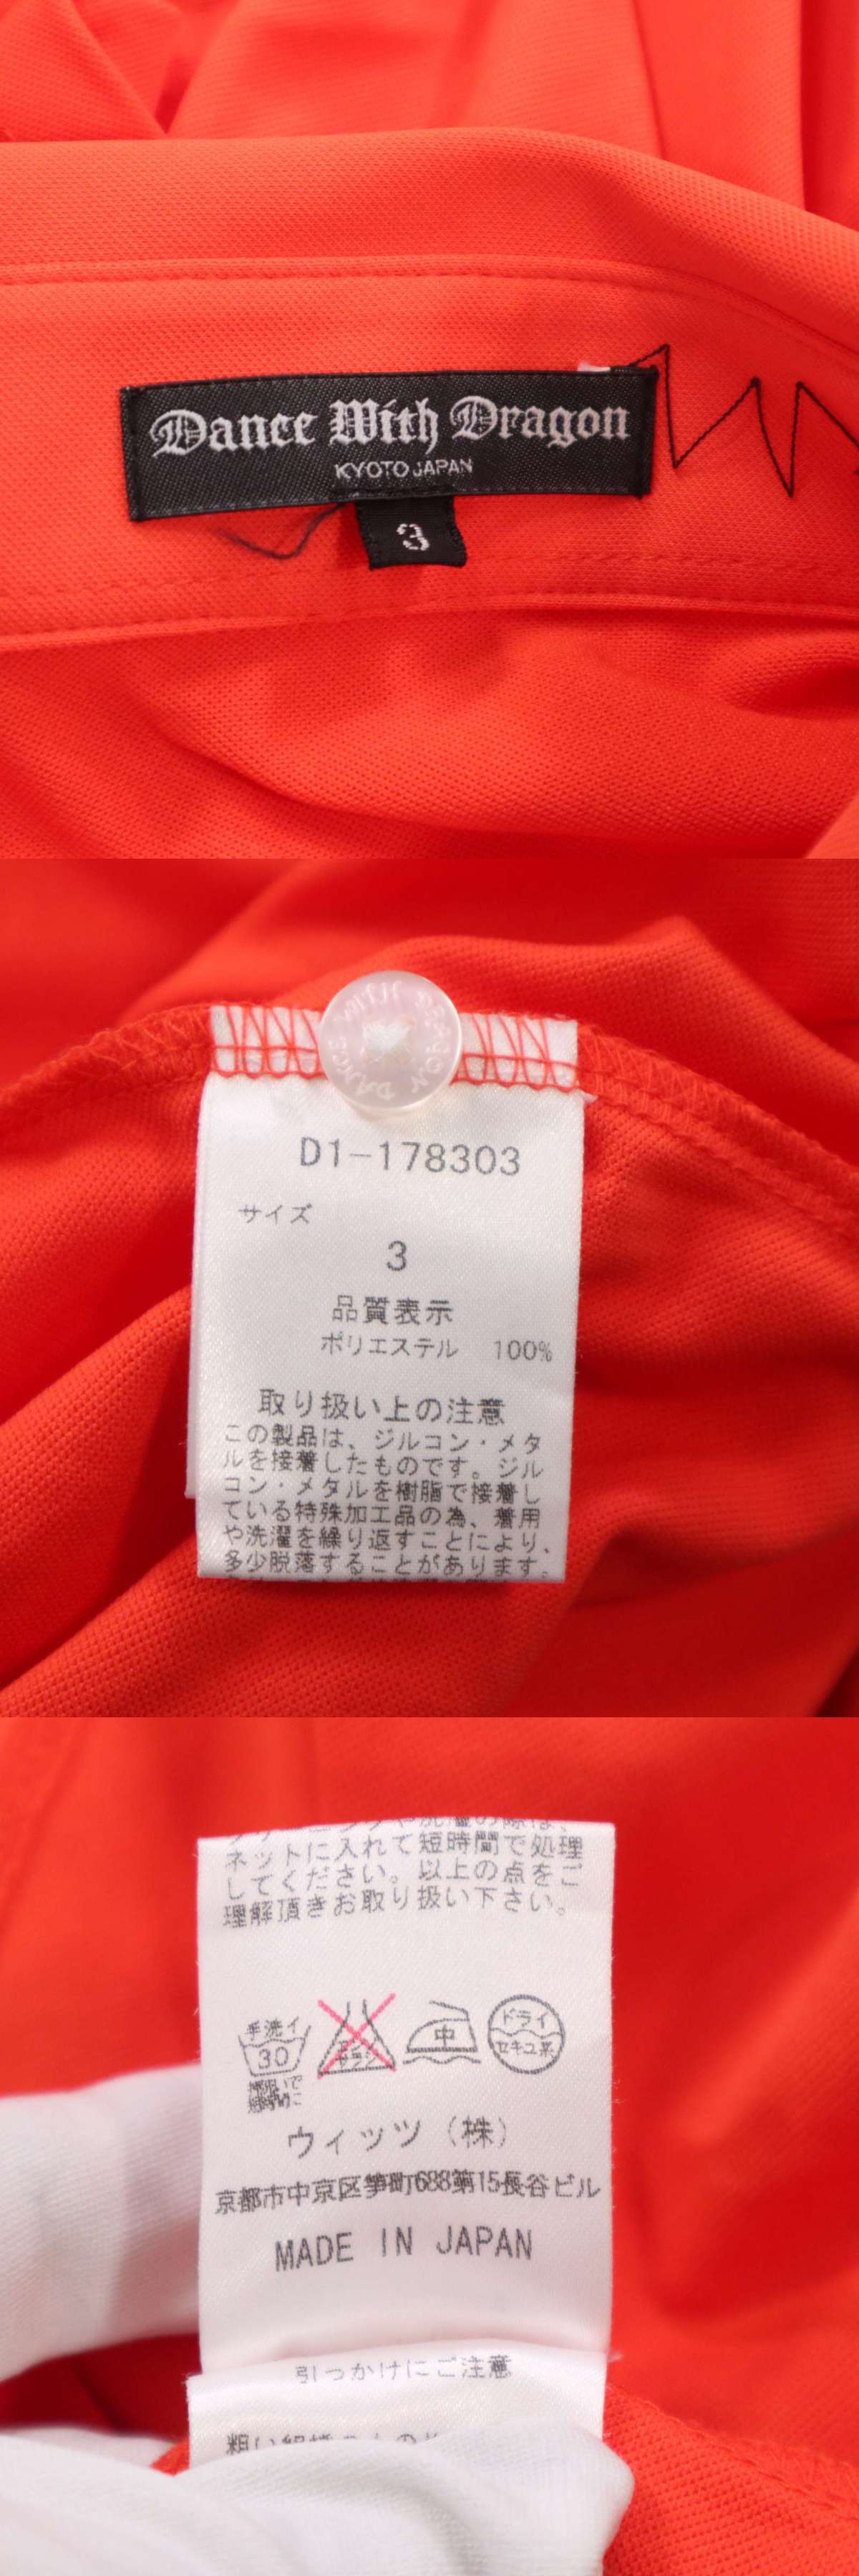 Dance With Dragon
KYOTO JAPAN
3
DANCE WITH DRAGON
D1-178303
サイズ
3
品質表示
ポリエステル 100%
取り扱い上の注意
この製品は、ジルコン・メタ
ルを接着したものです。ジル
コン・メタルを樹脂で接着し
ている特殊加工品の為、着用
や洗濯を繰り返すことにより、
多少脱落することがあります。
ネットに入れて短時間で処理
してください。以上の点をご
理解頂きお取り扱い下さい。
手洗イ
30
中
ドライ
セキユ系
ウィッツ（株）
京都市中京区笋町688第15長谷ビル
MADE IN JAPAN
引っかけにご注意
粗い